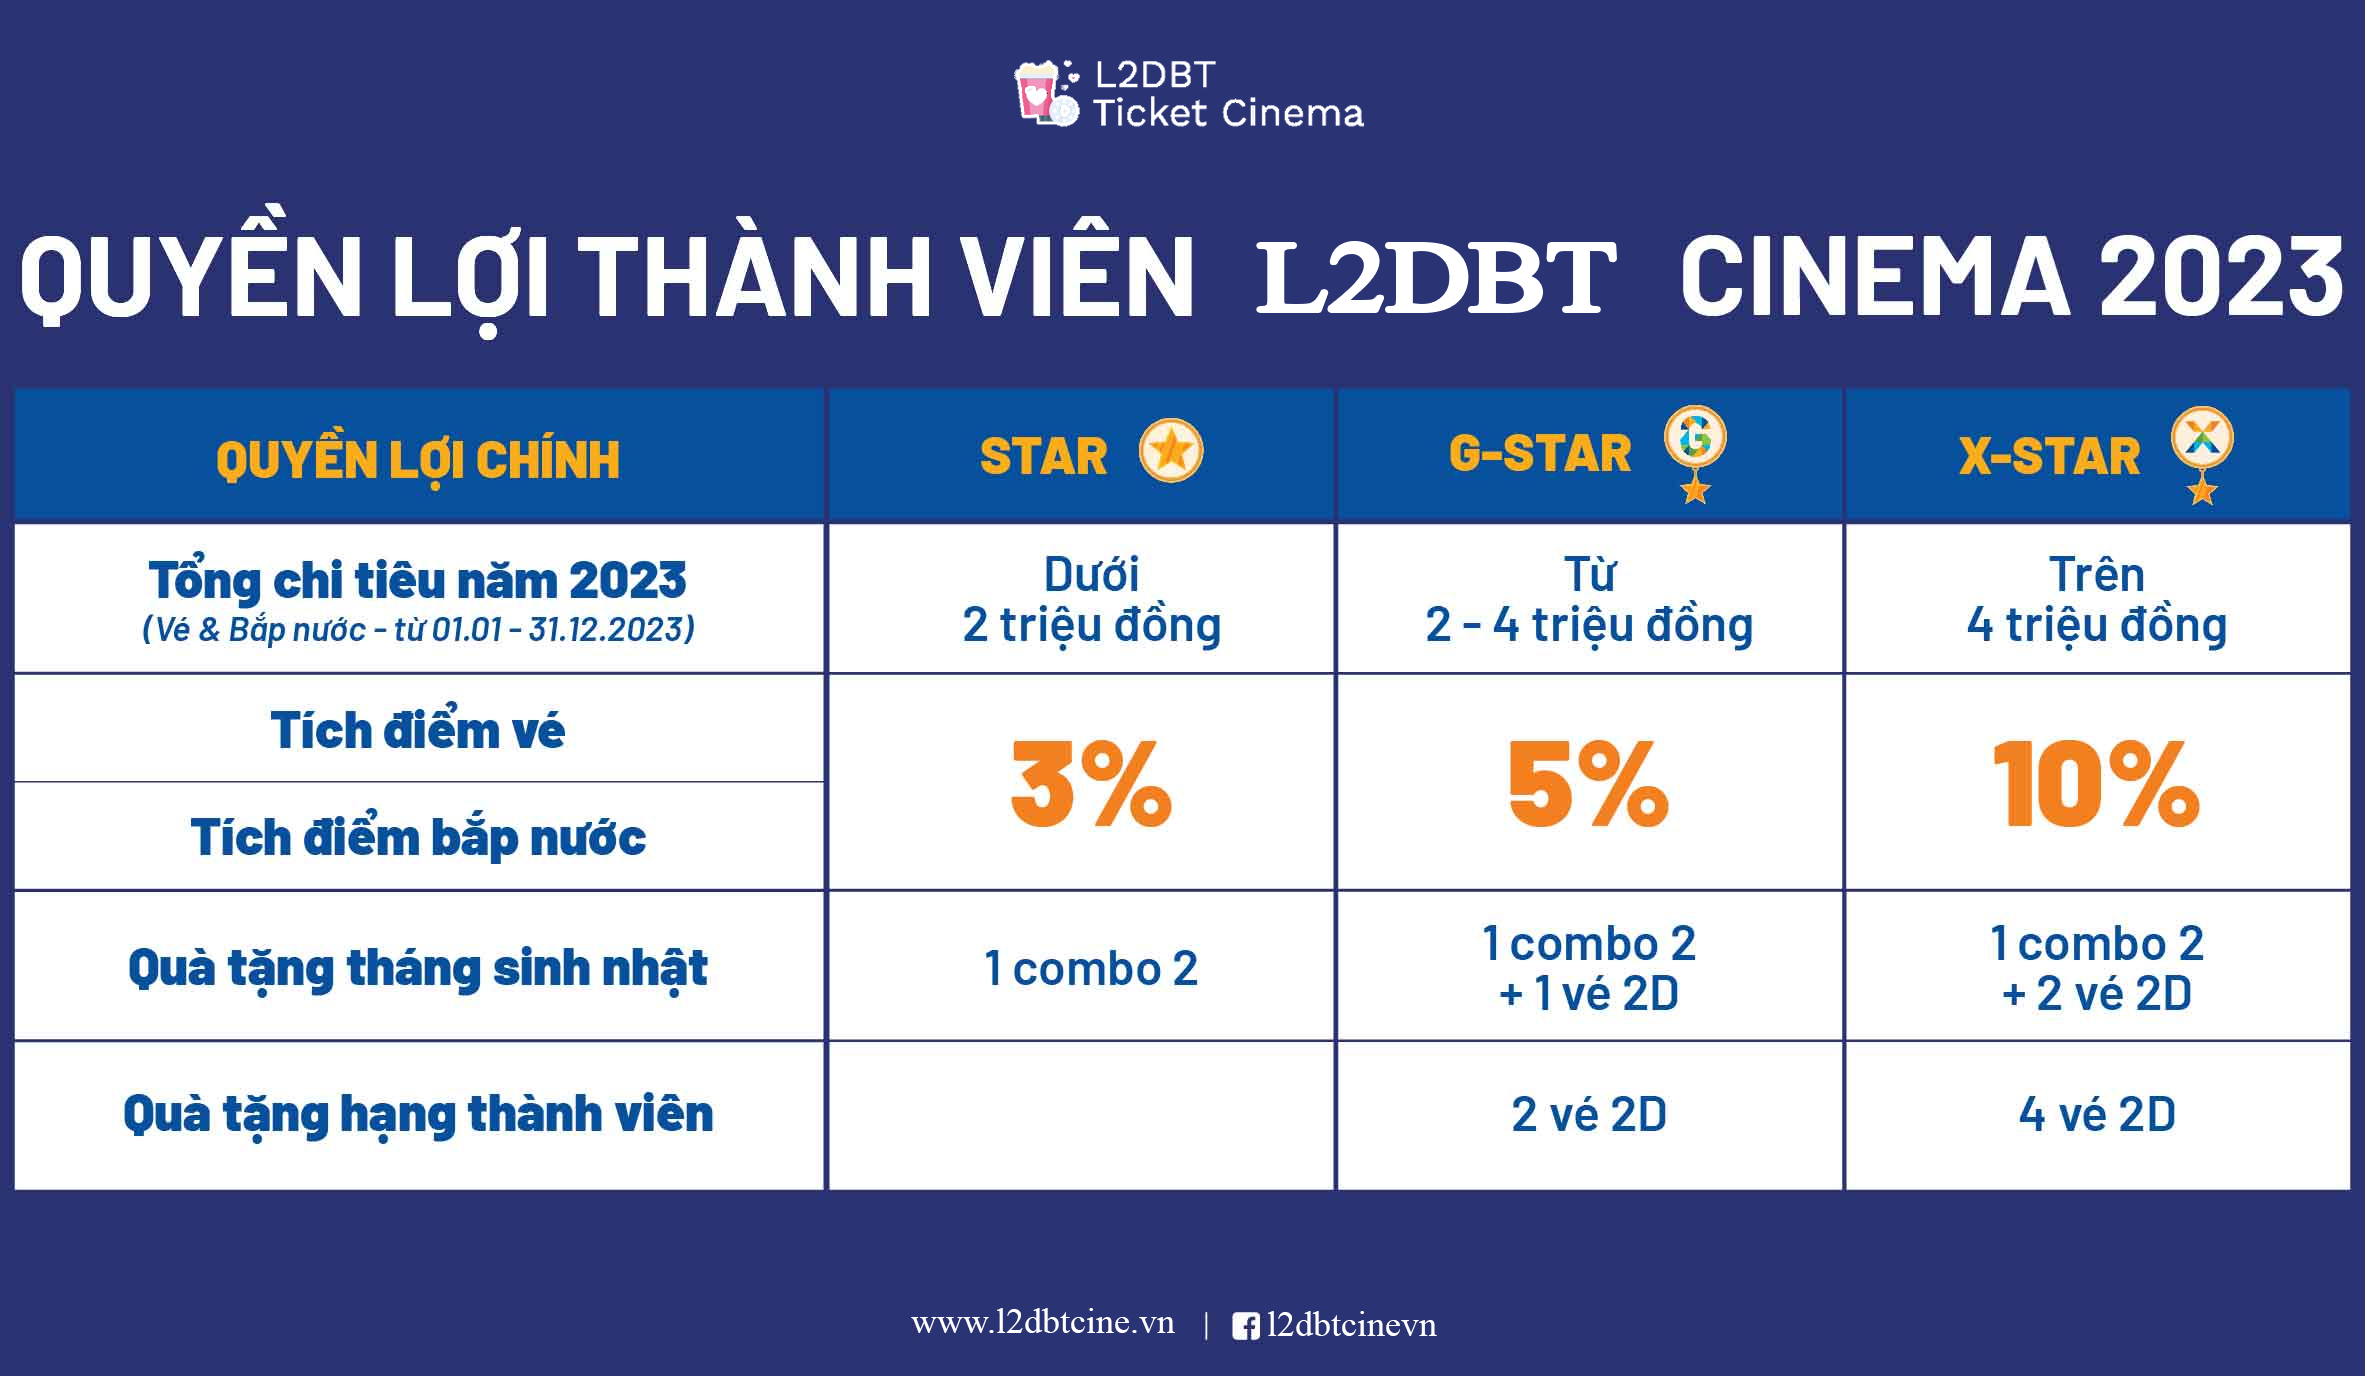 L2DBT
Ticket Cinema
QUYỀN LỢI THÀNH VIÊN L2DBT CINEMA 2023
QUYỀN LỢI CHÍNH
STAR
G-STAR
X-STAR
Tổng chi tiêu năm 2023
(Vé & Bắp nước - từ 01.01 - 31.12.2023)
Dưới
2 triệu đồng
Từ
2 - 4 triệu đồng
Trên
4 triệu đồng
Tích điểm vé
Tích điểm bắp nước
3%
5%
10%
Quà tặng tháng sinh nhật
1 combo 2
1 combo 2
+ 1 vé 2D
1 combo 2
+ 2 vé 2D
Quà tặng hạng thành viên
2 vé 2D
4 vé 2D
www.l2dbtcine.vn | l2dbtcinevn